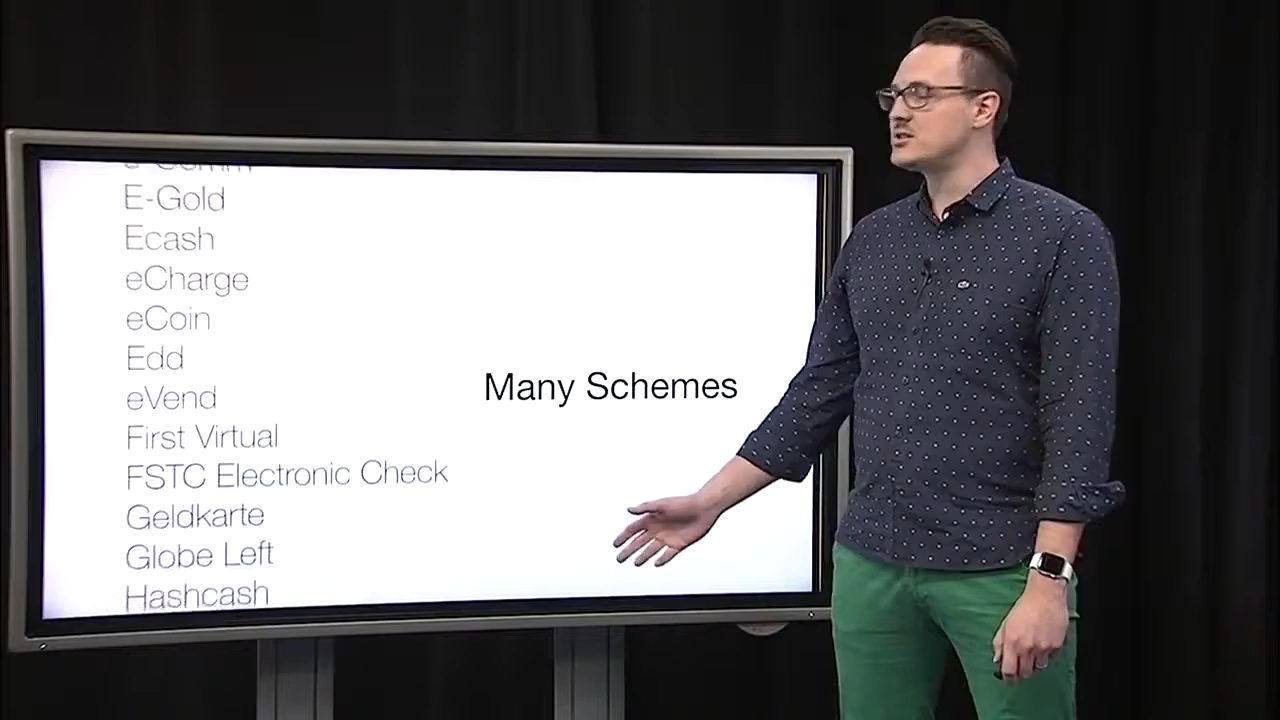 E-Gold
Ecash
eCharge
eCoin
Edd
eVend
First Virtual
FSTC Electronic Check
Geldkarte
Globe Left
Hashcash
Many Schemes